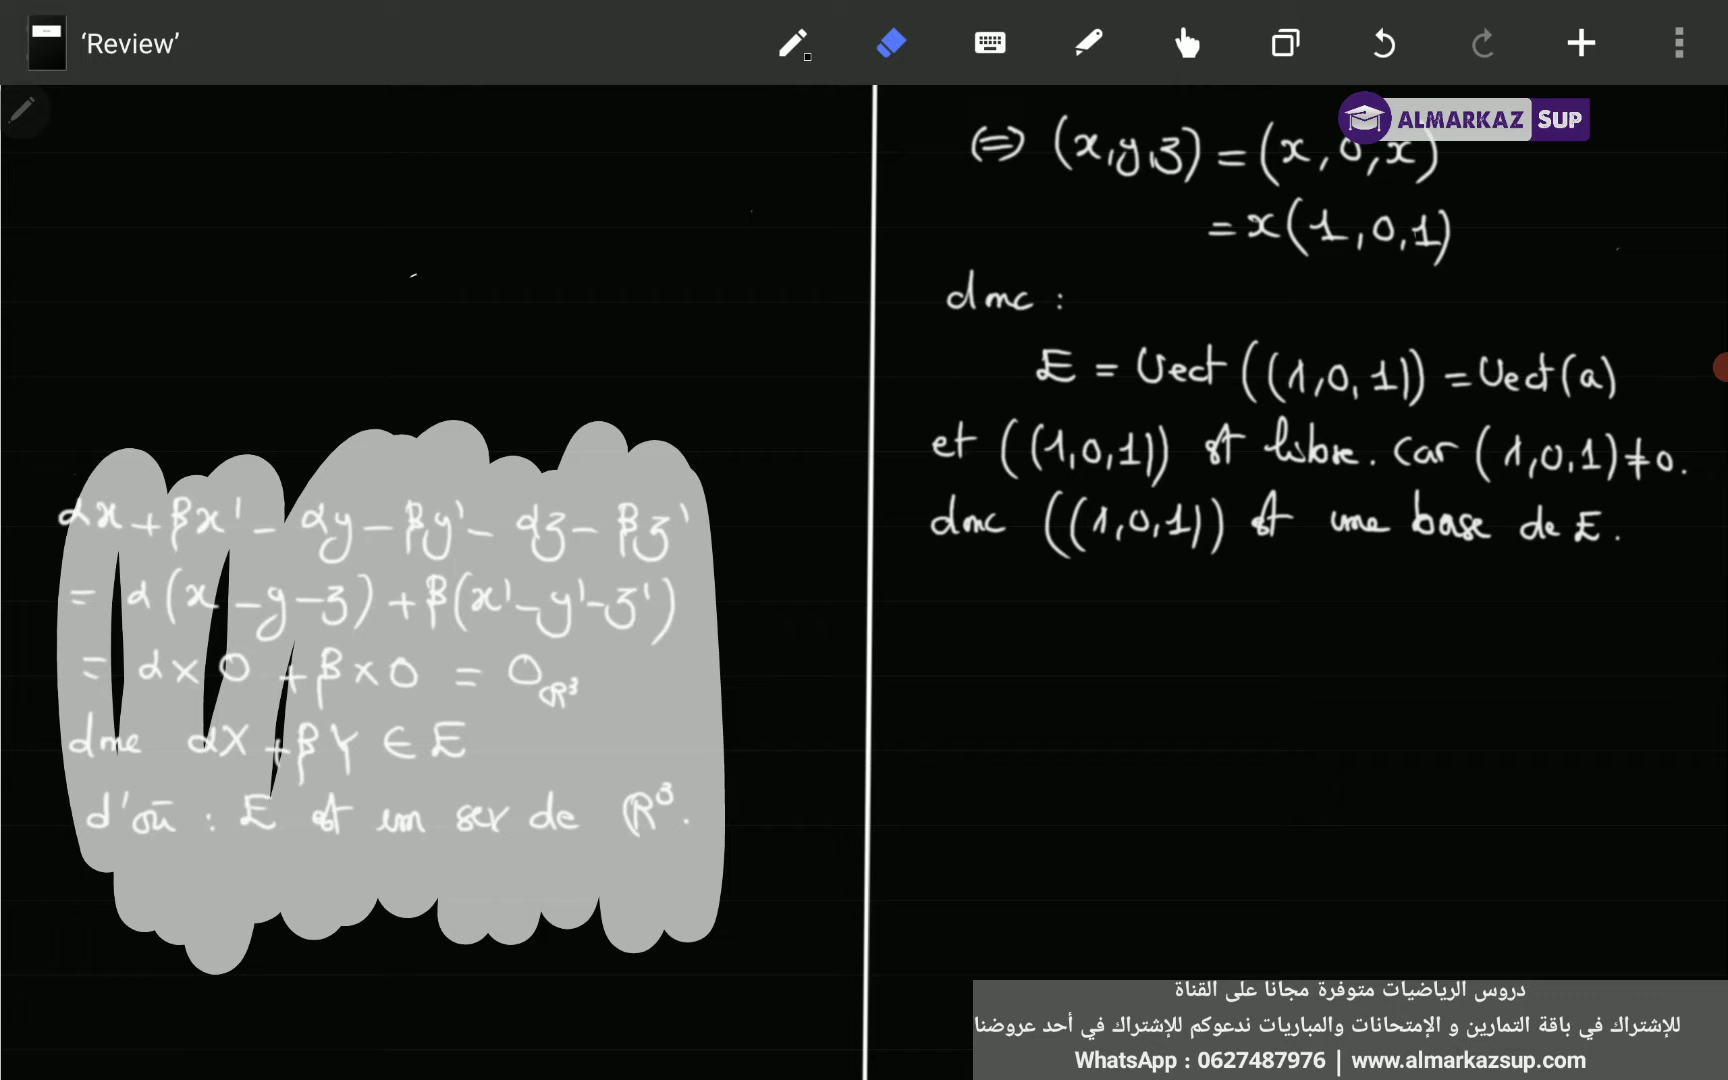 ‘Review’
ALMARKAZ SUP
αx + βx' - αy - βy' - αz - βz'
= α(x - y - z) + β(x' - y' - z')
= α × 0 + β × 0 = 0_ℝ³
donc αX + βY ∈ E
d'où : E est un sev de ℝ³.
⟺ (x, y, z) = (x, 0, x)
= x(1, 0, 1)
donc :
E = Vect((1, 0, 1)) = Vect(a)
et ((1, 0, 1)) est libre. car (1, 0, 1) ≠ 0.
donc ((1, 0, 1)) est une base de E.
دروس الرياضيات متوفرة مجانا على القناة
للإشتراك في باقة التمارين و الإمتحانات والمباريات ندعوكم للإشتراك في أحد عروضنا
WhatsApp : 0627487976 | www.almarkazsup.com